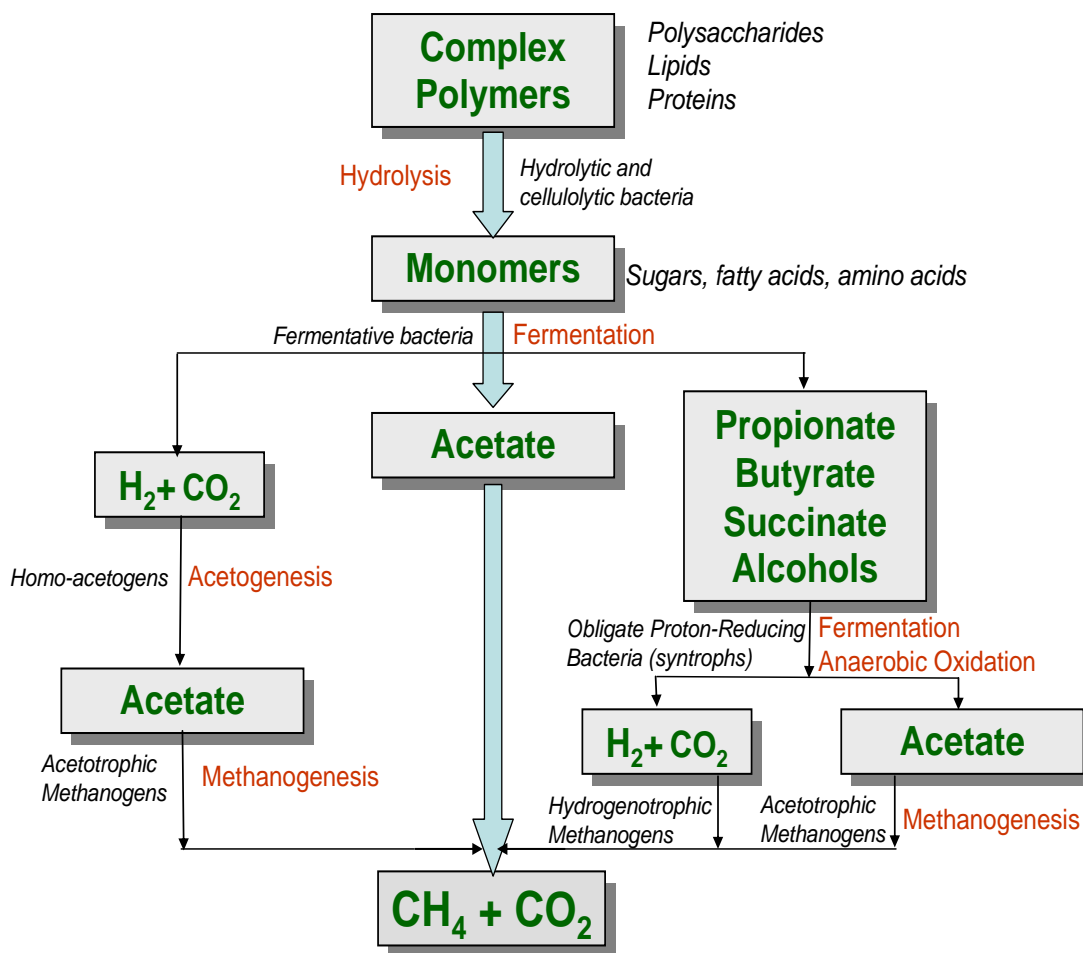 Complex
Polymers
Polysaccharides
Lipids
Proteins
Hydrolysis
Hydrolytic and
cellulolytic bacteria
Monomers
Sugars, fatty acids, amino acids
Fermentative bacteria
Fermentation
Acetate
Propionate
Butyrate
Succinate
Alcohols
H₂+ CO₂
Homo-acetogens
Acetogenesis
Obligate Proton-Reducing
Bacteria (syntrophs)
Fermentation
Anaerobic Oxidation
Acetate
H₂+ CO₂
Acetate
Acetotrophic
Methanogens
Methanogenesis
Hydrogenotrophic
Methanogens
Acetotrophic
Methanogens
Methanogenesis
CH₄ + CO₂